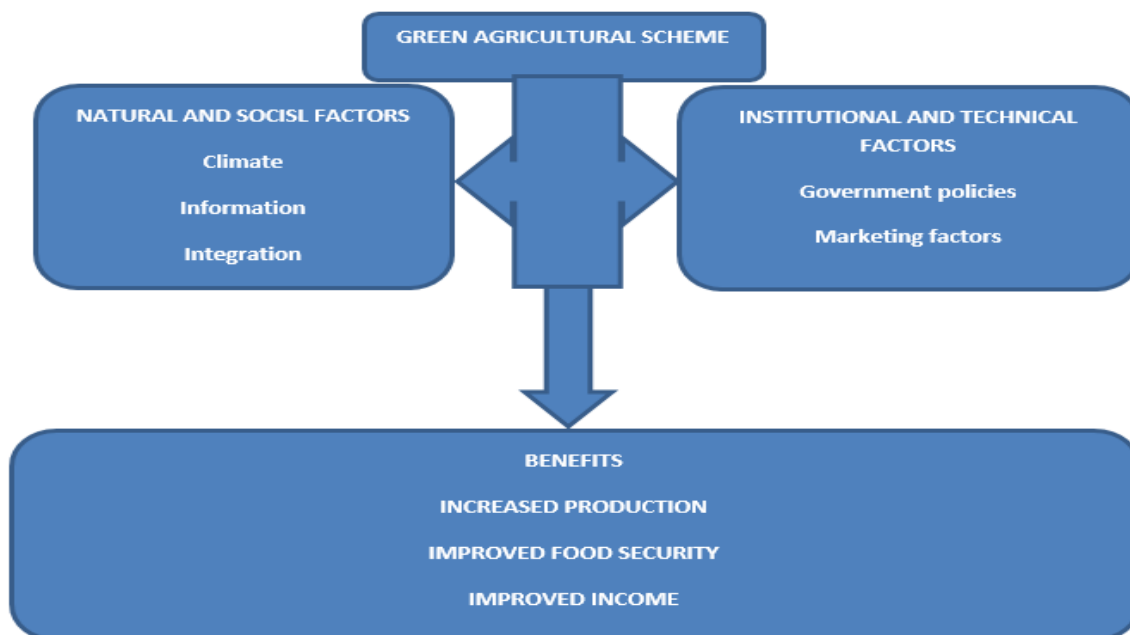 GREEN AGRICULTURAL SCHEME
NATURAL AND SOCISL FACTORS
Climate
Information
Integration
INSTITUTIONAL AND TECHNICAL
FACTORS
Government policies
Marketing factors
BENEFITS
INCREASED PRODUCTION
IMPROVED FOOD SECURITY
IMPROVED INCOME